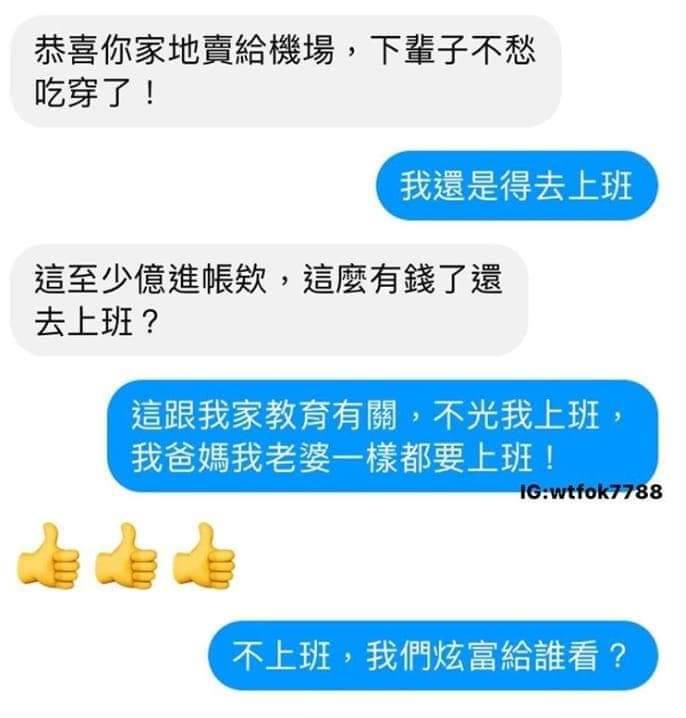 恭喜你家地賣給機場，下輩子不愁
吃穿了！
我還是得去上班
這至少億進帳欸，這麼有錢了還
去上班？
這跟我家教育有關，不光我上班，
我爸媽我老婆一樣都要上班！
IG:wtfok7788
不上班，我們炫富給誰看？